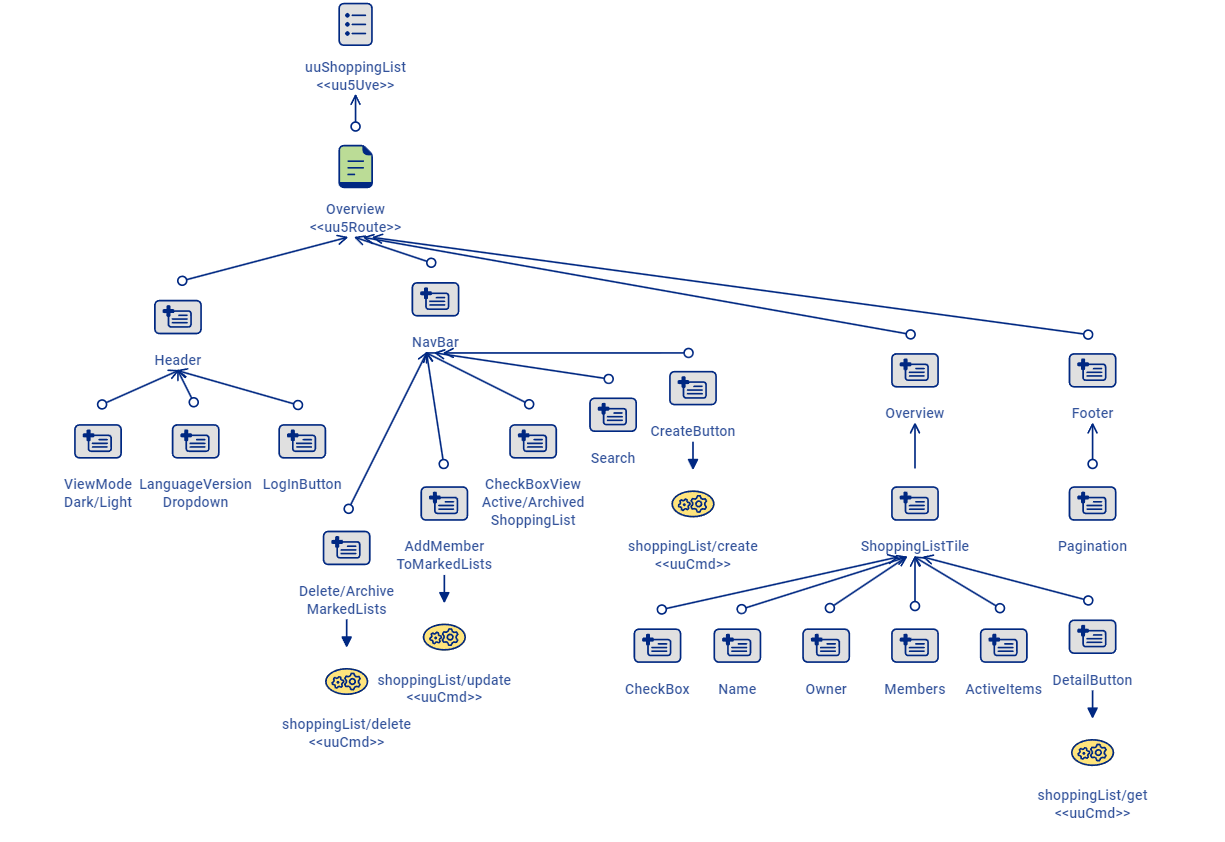 uuShoppingList
<<uu5Uve>>
Overview
<<uu5Route>>
Header
NavBar
Overview
Footer
ViewMode
Dark/Light
LanguageVersion
Dropdown
LogInButton
Delete/Archive
MarkedLists
AddMember
ToMarkedLists
CheckBoxView
Active/Archived
ShoppingList
Search
CreateButton
shoppingList/create
<<uuCmd>>
ShoppingListTile
Pagination
shoppingList/update
<<uuCmd>>
shoppingList/delete
<<uuCmd>>
CheckBox
Name
Owner
Members
ActiveItems
DetailButton
shoppingList/get
<<uuCmd>>